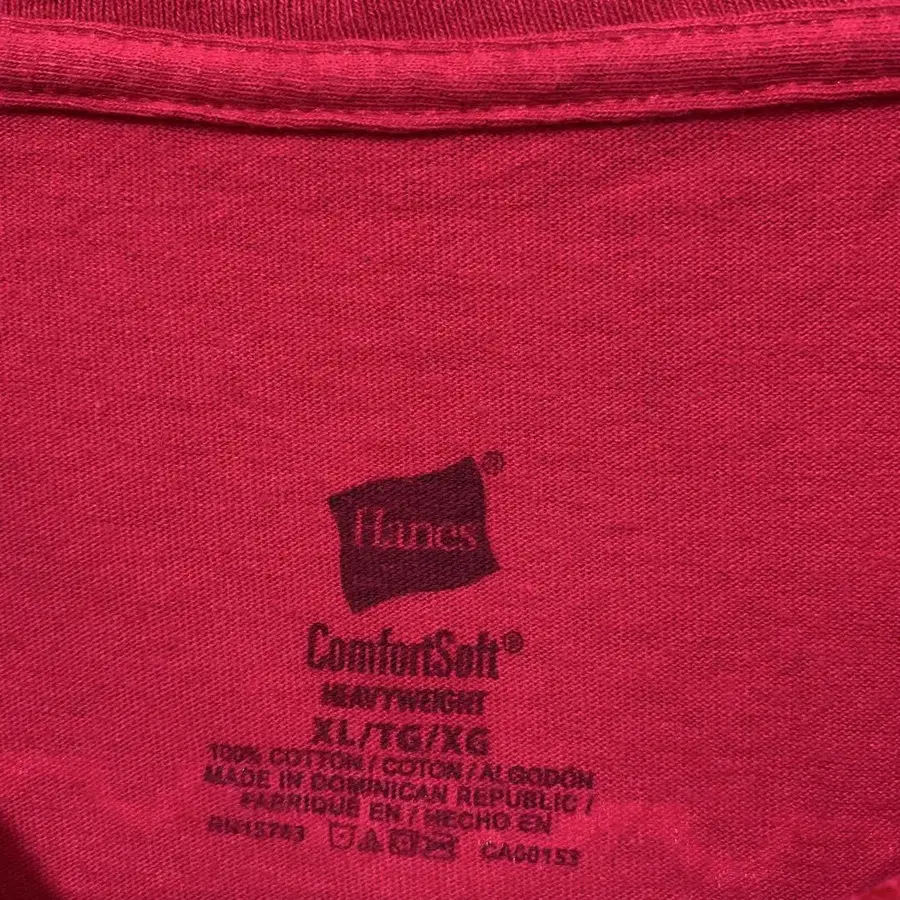 Hanes®
ComfortSoft®
HEAVYWEIGHT
XL/TG/XG
100% COTTON / COTON / ALGODÓN
MADE IN DOMINICAN REPUBLIC /
FABRIQUÉ EN / HECHO EN
RN15763 CA00153